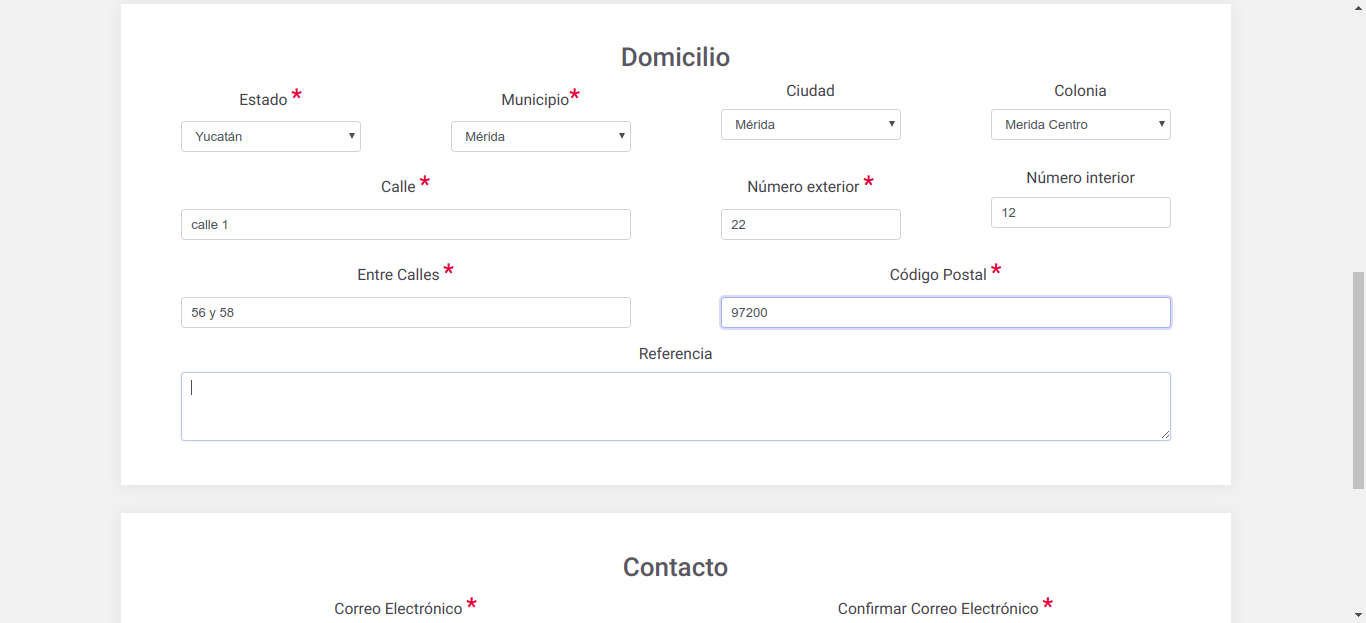 Domicilio
Estado *
Municipio*
Ciudad
Colonia
Yucatán
Mérida
Mérida
Merida Centro
Calle *
Número exterior *
Número interior
calle 1
22
12
Entre Calles *
Código Postal *
56 y 58
97200
Referencia
Contacto
Correo Electrónico *
Confirmar Correo Electrónico *